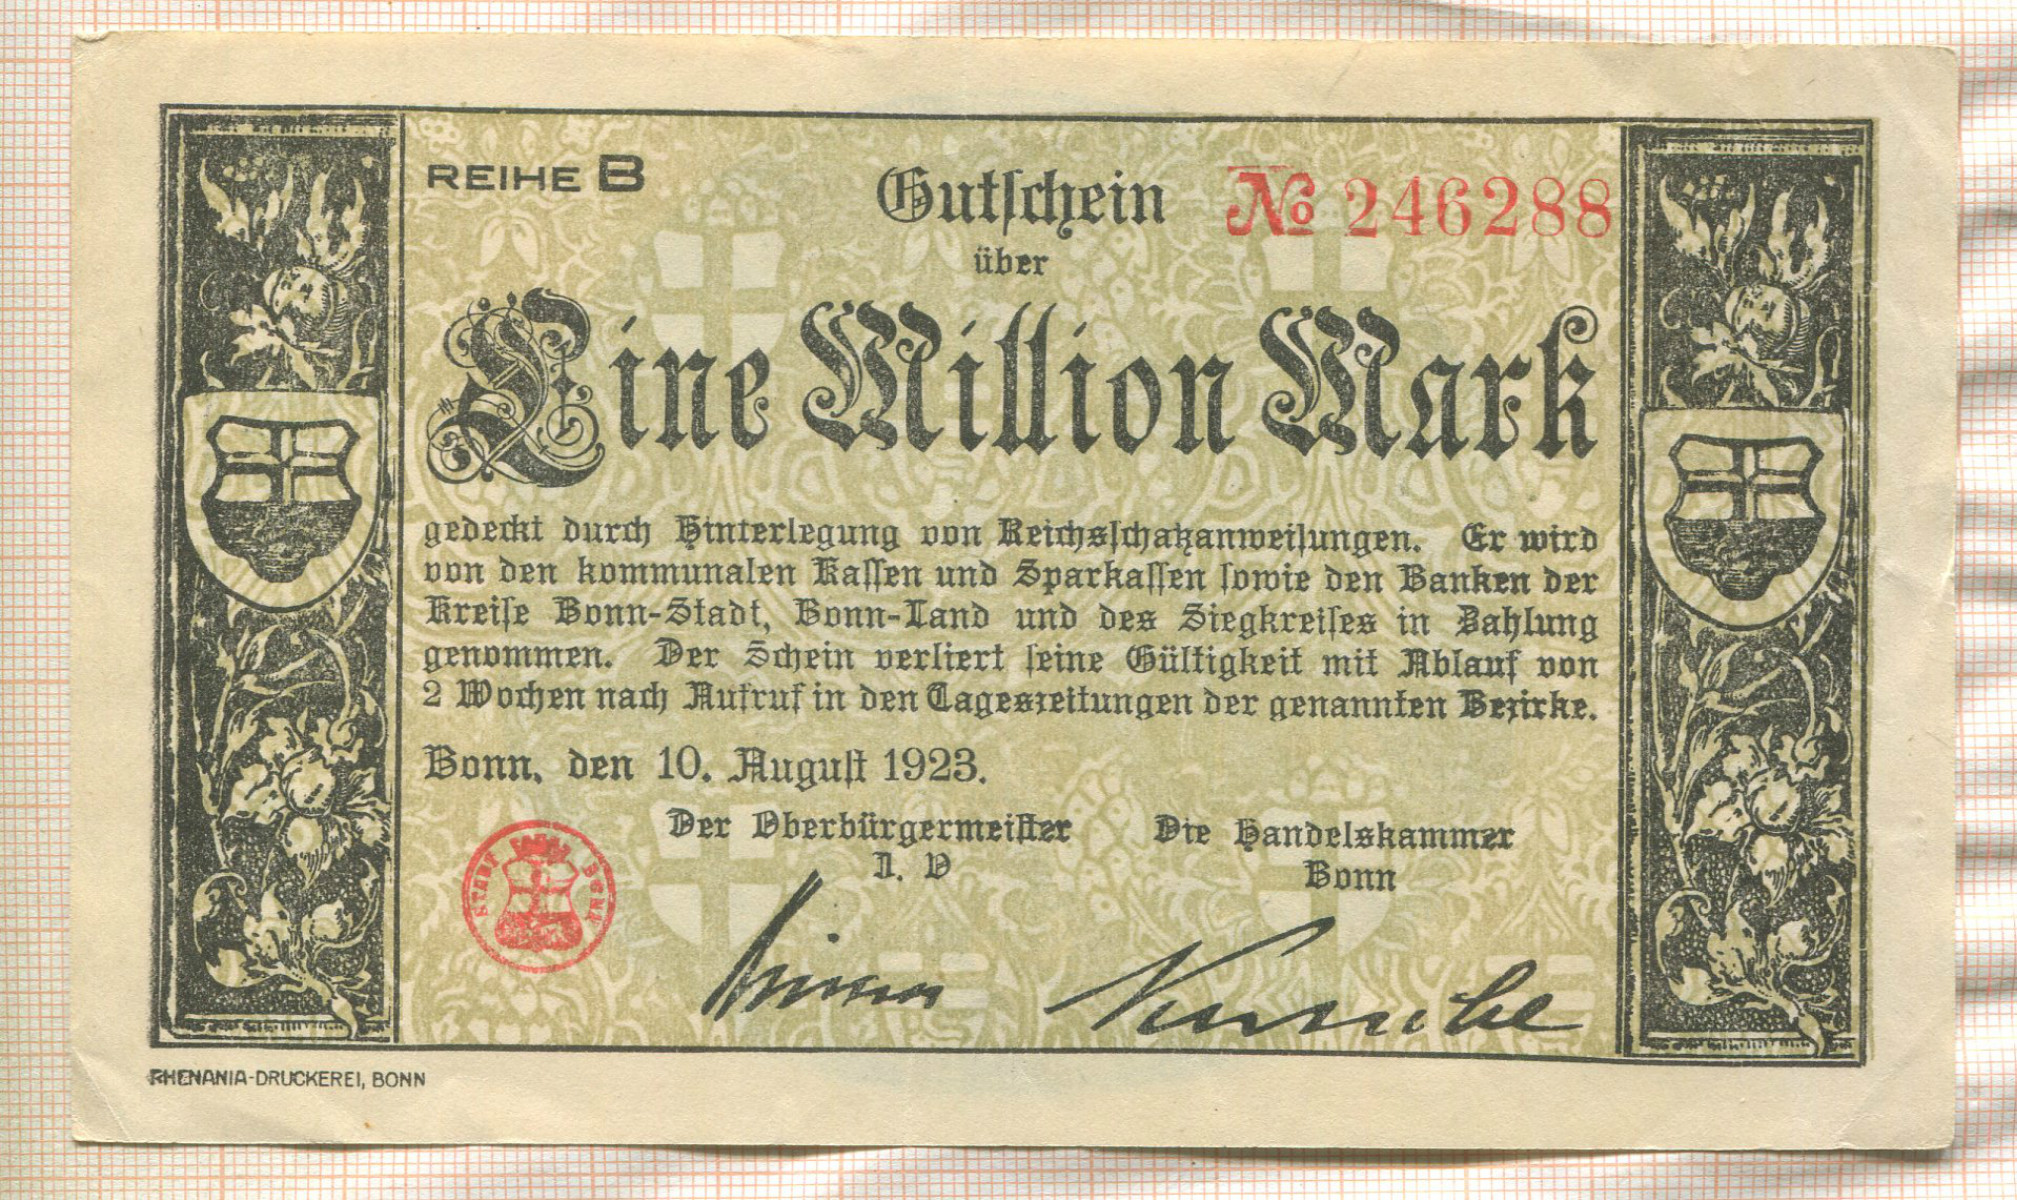 REIHE B
Gutschein
№ 246288
über
Eine Million Mark
gedeckt durch Hinterlegung von Reichsschatzanweisungen. Er wird
von den kommunalen Kassen und Sparkassen sowie den Banken der
Kreise Bonn-Stadt, Bonn-Land und des Siegkreises in Zahlung
genommen. Der Schein verliert seine Gültigkeit mit Ablauf von
2 Wochen nach Aufruf in den Tageszeitungen der genannten Bezirke.
Bonn, den 10. August 1923.
Der Oberbürgermeister
I. V
Die Handelskammer
Bonn
STADT BONN
RHENANIA-DRUCKEREI, BONN